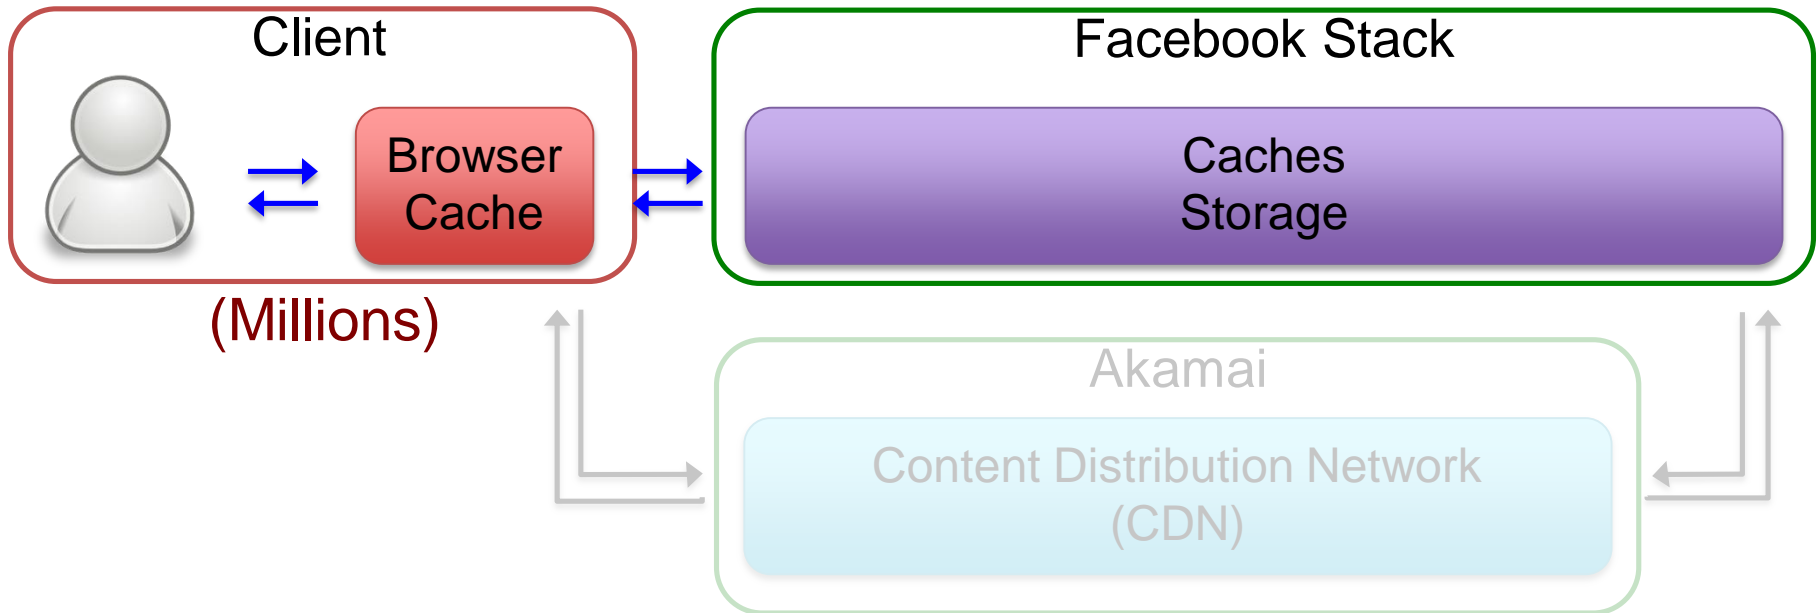 Client
Browser
Cache
(Millions)
Facebook Stack
Caches
Storage
Akamai
Content Distribution Network
(CDN)